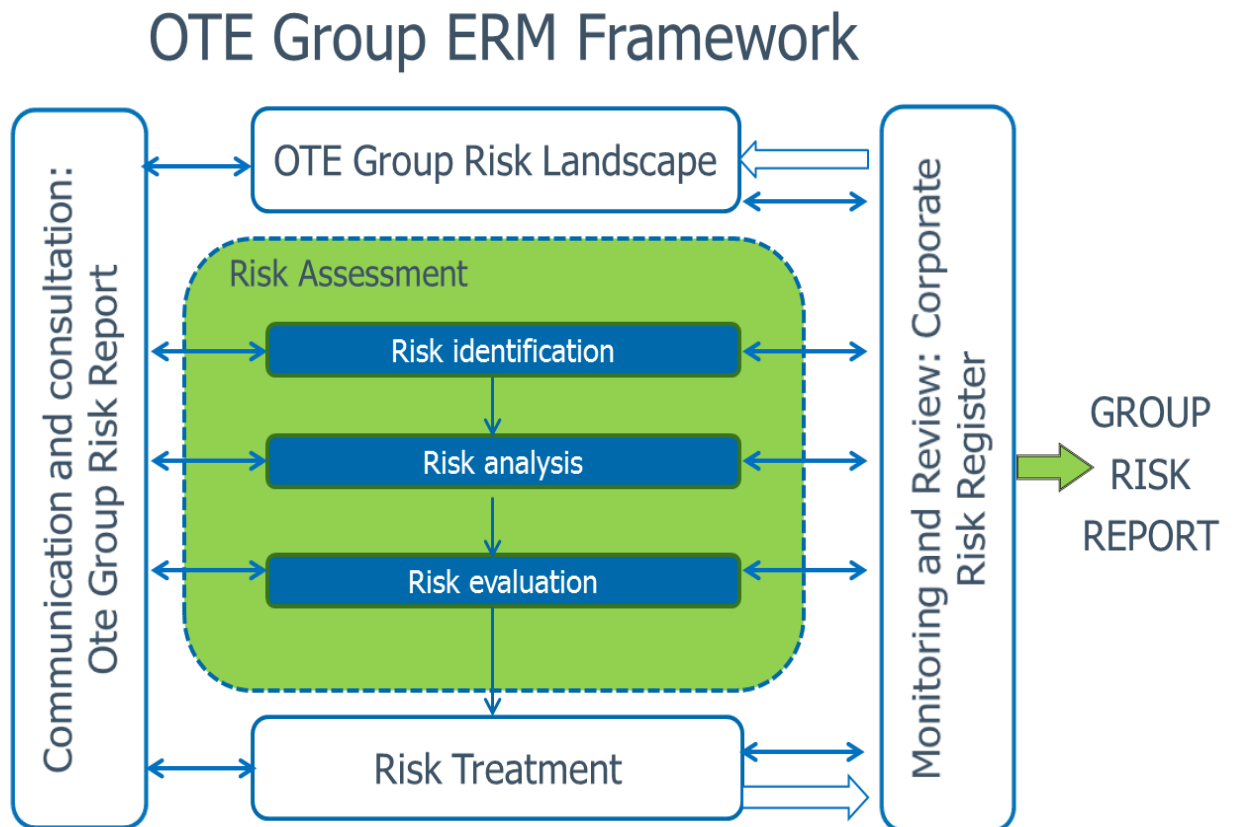 OTE Group ERM Framework
Communication and consultation:
Ote Group Risk Report
OTE Group Risk Landscape
Risk Assessment
Risk identification
Risk analysis
Risk evaluation
Risk Treatment
Monitoring and Review: Corporate
Risk Register
GROUP
RISK
REPORT